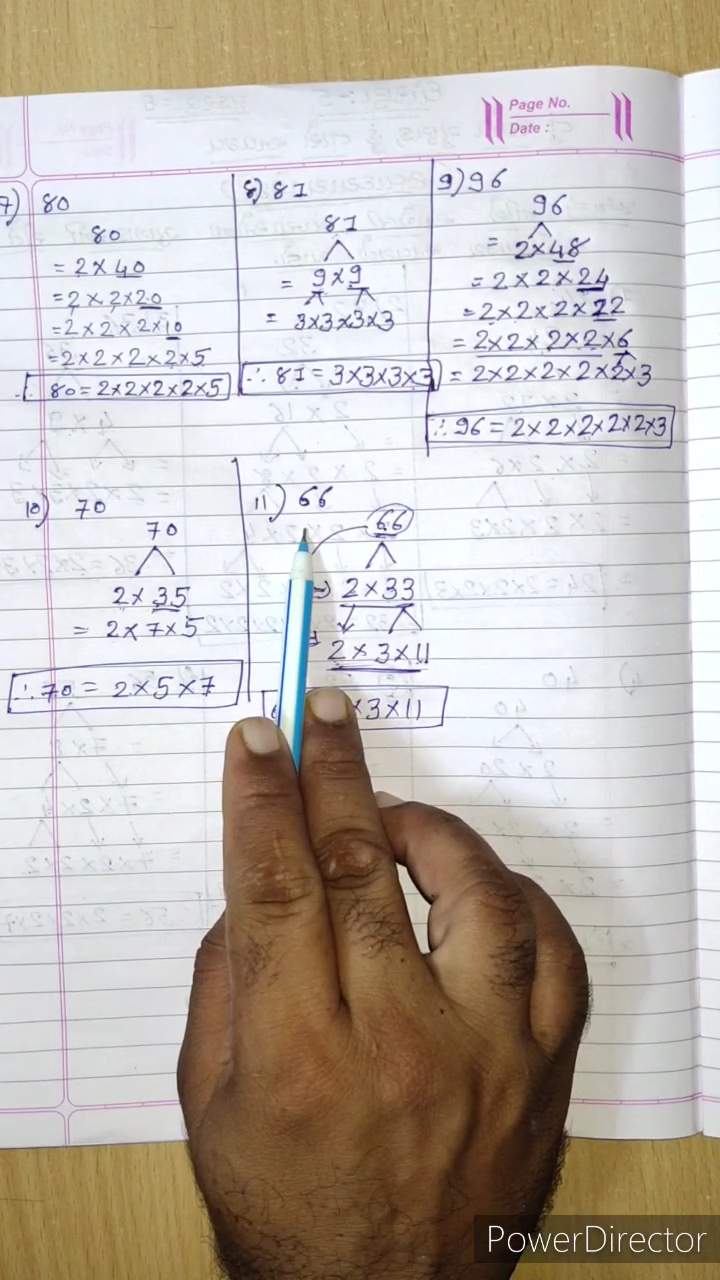 Page No.
Date :
7) 80
80
= 2 × 40
= 2 × 2 × 20
= 2 × 2 × 2 × 10
= 2 × 2 × 2 × 2 × 5
∴ 80 = 2×2×2×2×5
8) 81
81
= 9 × 9
= 3×3×3×3
∴ 81 = 3×3×3×3
9) 96
96
= 2 × 48
= 2 × 2 × 24
= 2 × 2 × 2 × 22
= 2 × 2 × 2 × 2 × 6
= 2 × 2 × 2 × 2 × 2 × 3
∴ 96 = 2 × 2 × 2 × 2 × 2 × 3
10) 70
70
2 × 35
= 2 × 7 × 5
∴ 70 = 2 × 5 × 7
11) 66
66
= 2 × 33
= 2 × 3 × 11
× 3 × 11
PowerDirector